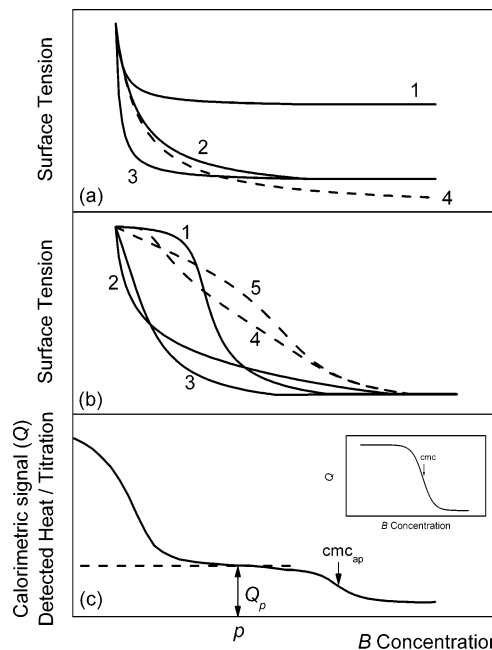 Surface Tension
1
2
3
4
(a)
Surface Tension
1
2
5
4
3
(b)
Calorimetric signal (Q)
Detected Heat / Titration
Q
cmc
B Concentration
cmc_ap
Q_p
(c)
p
B Concentration